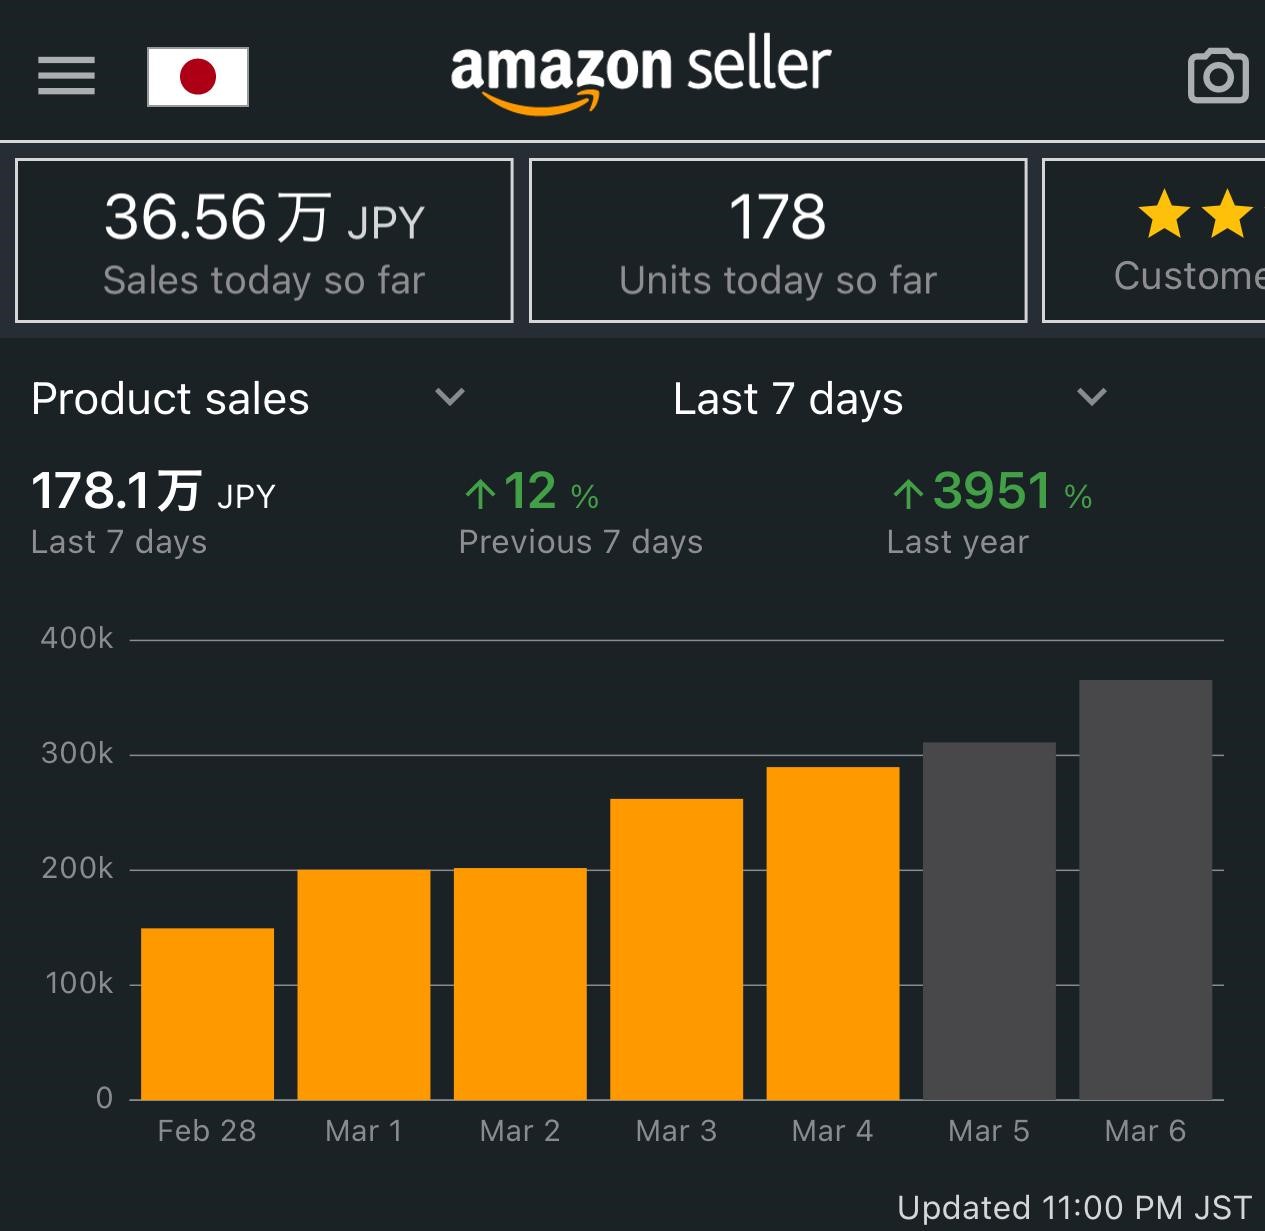 amazon seller
36.56万 JPY
Sales today so far
178
Units today so far
Custome
Product sales
Last 7 days
178.1万 JPY
Last 7 days
↑12 %
Previous 7 days
↑3951 %
Last year
400k
300k
200k
100k
0
Feb 28 Mar 1 Mar 2 Mar 3 Mar 4 Mar 5 Mar 6
Updated 11:00 PM JST